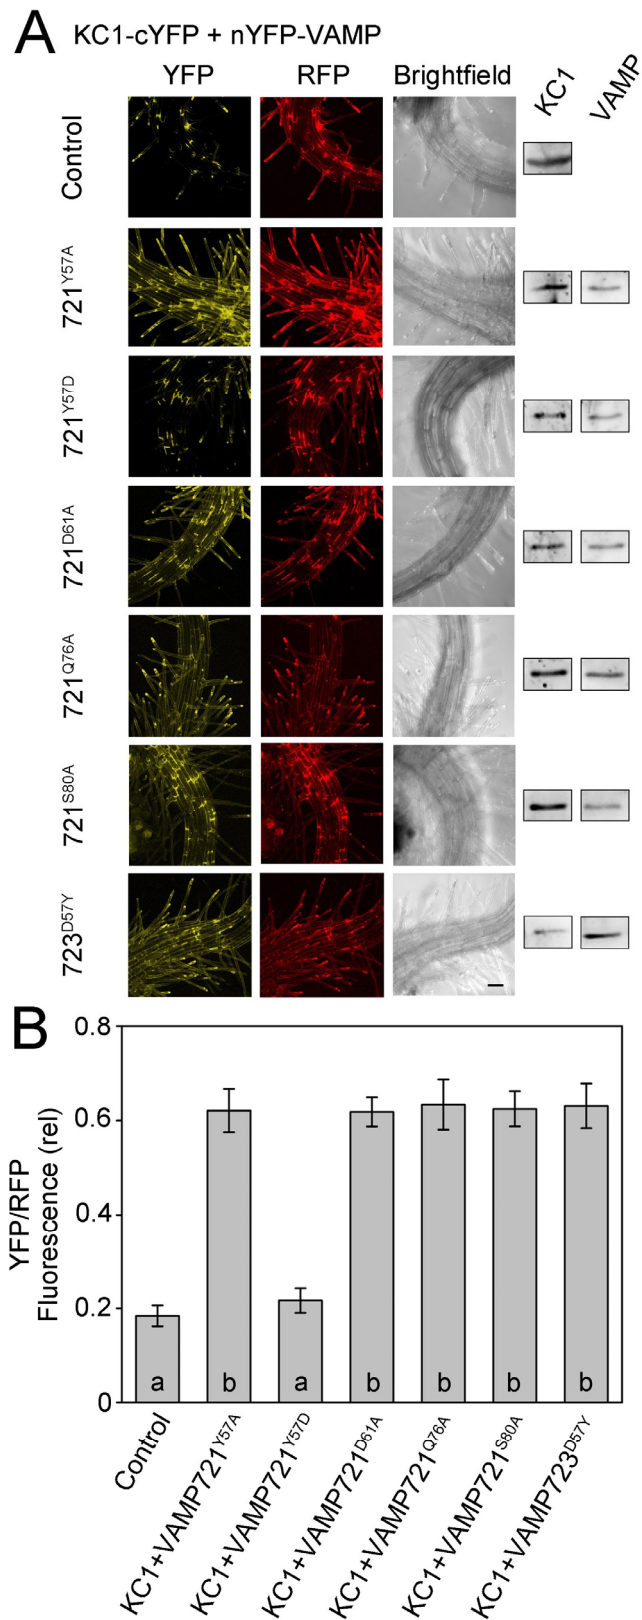 A KC1-cYFP + nYFP-VAMP
YFP RFP Brightfield KC1 VAMP
Control
721Y57A
721Y57D
721D61A
721Q76A
721S80A
723D57Y
B
YFP/RFP
Fluorescence (rel)
0.8
0.6
0.4
0.2
0
a b a b b b b
Control
KC1+VAMP721Y57A
KC1+VAMP721Y57D
KC1+VAMP721D61A
KC1+VAMP721Q76A
KC1+VAMP721S80A
KC1+VAMP723D57Y